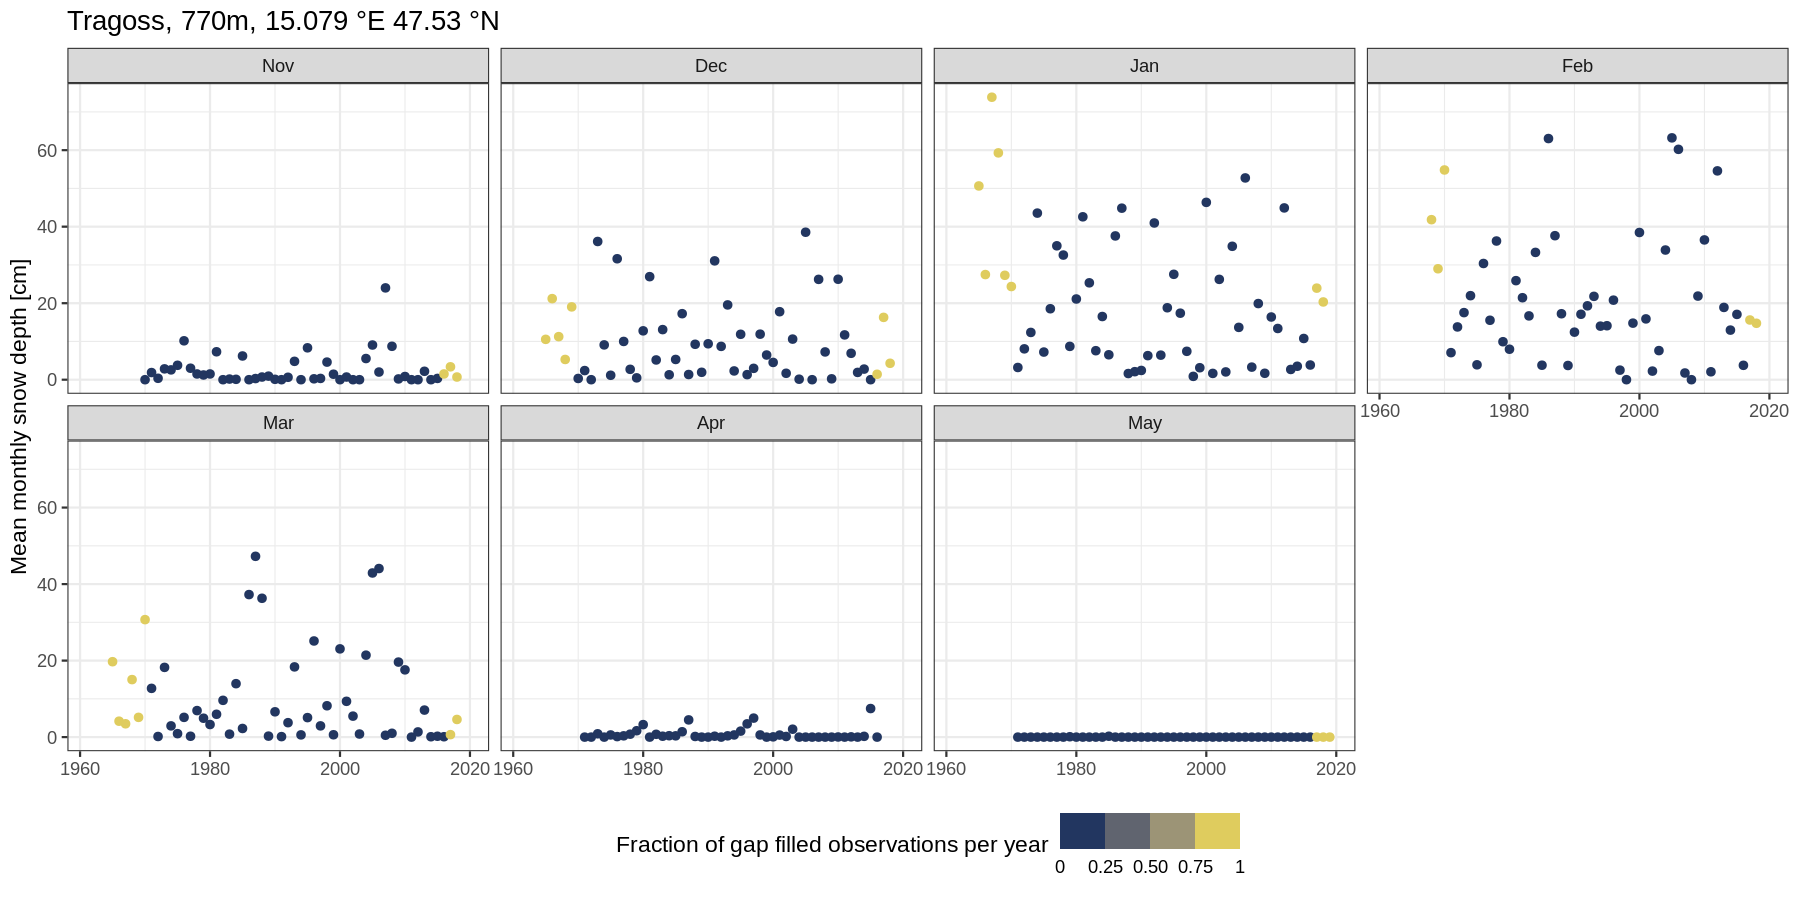 Tragoss, 770m, 15.079 °E 47.53 °N
Nov
Dec
Jan
Feb
60
40
20
0
1960
1980
2000
2020
Mean monthly snow depth [cm]
Mar
Apr
May
60
40
20
0
1960
1980
2000
2020
1960
1980
2000
2020
1960
1980
2000
2020
Fraction of gap filled observations per year
0
0.25
0.50
0.75
1